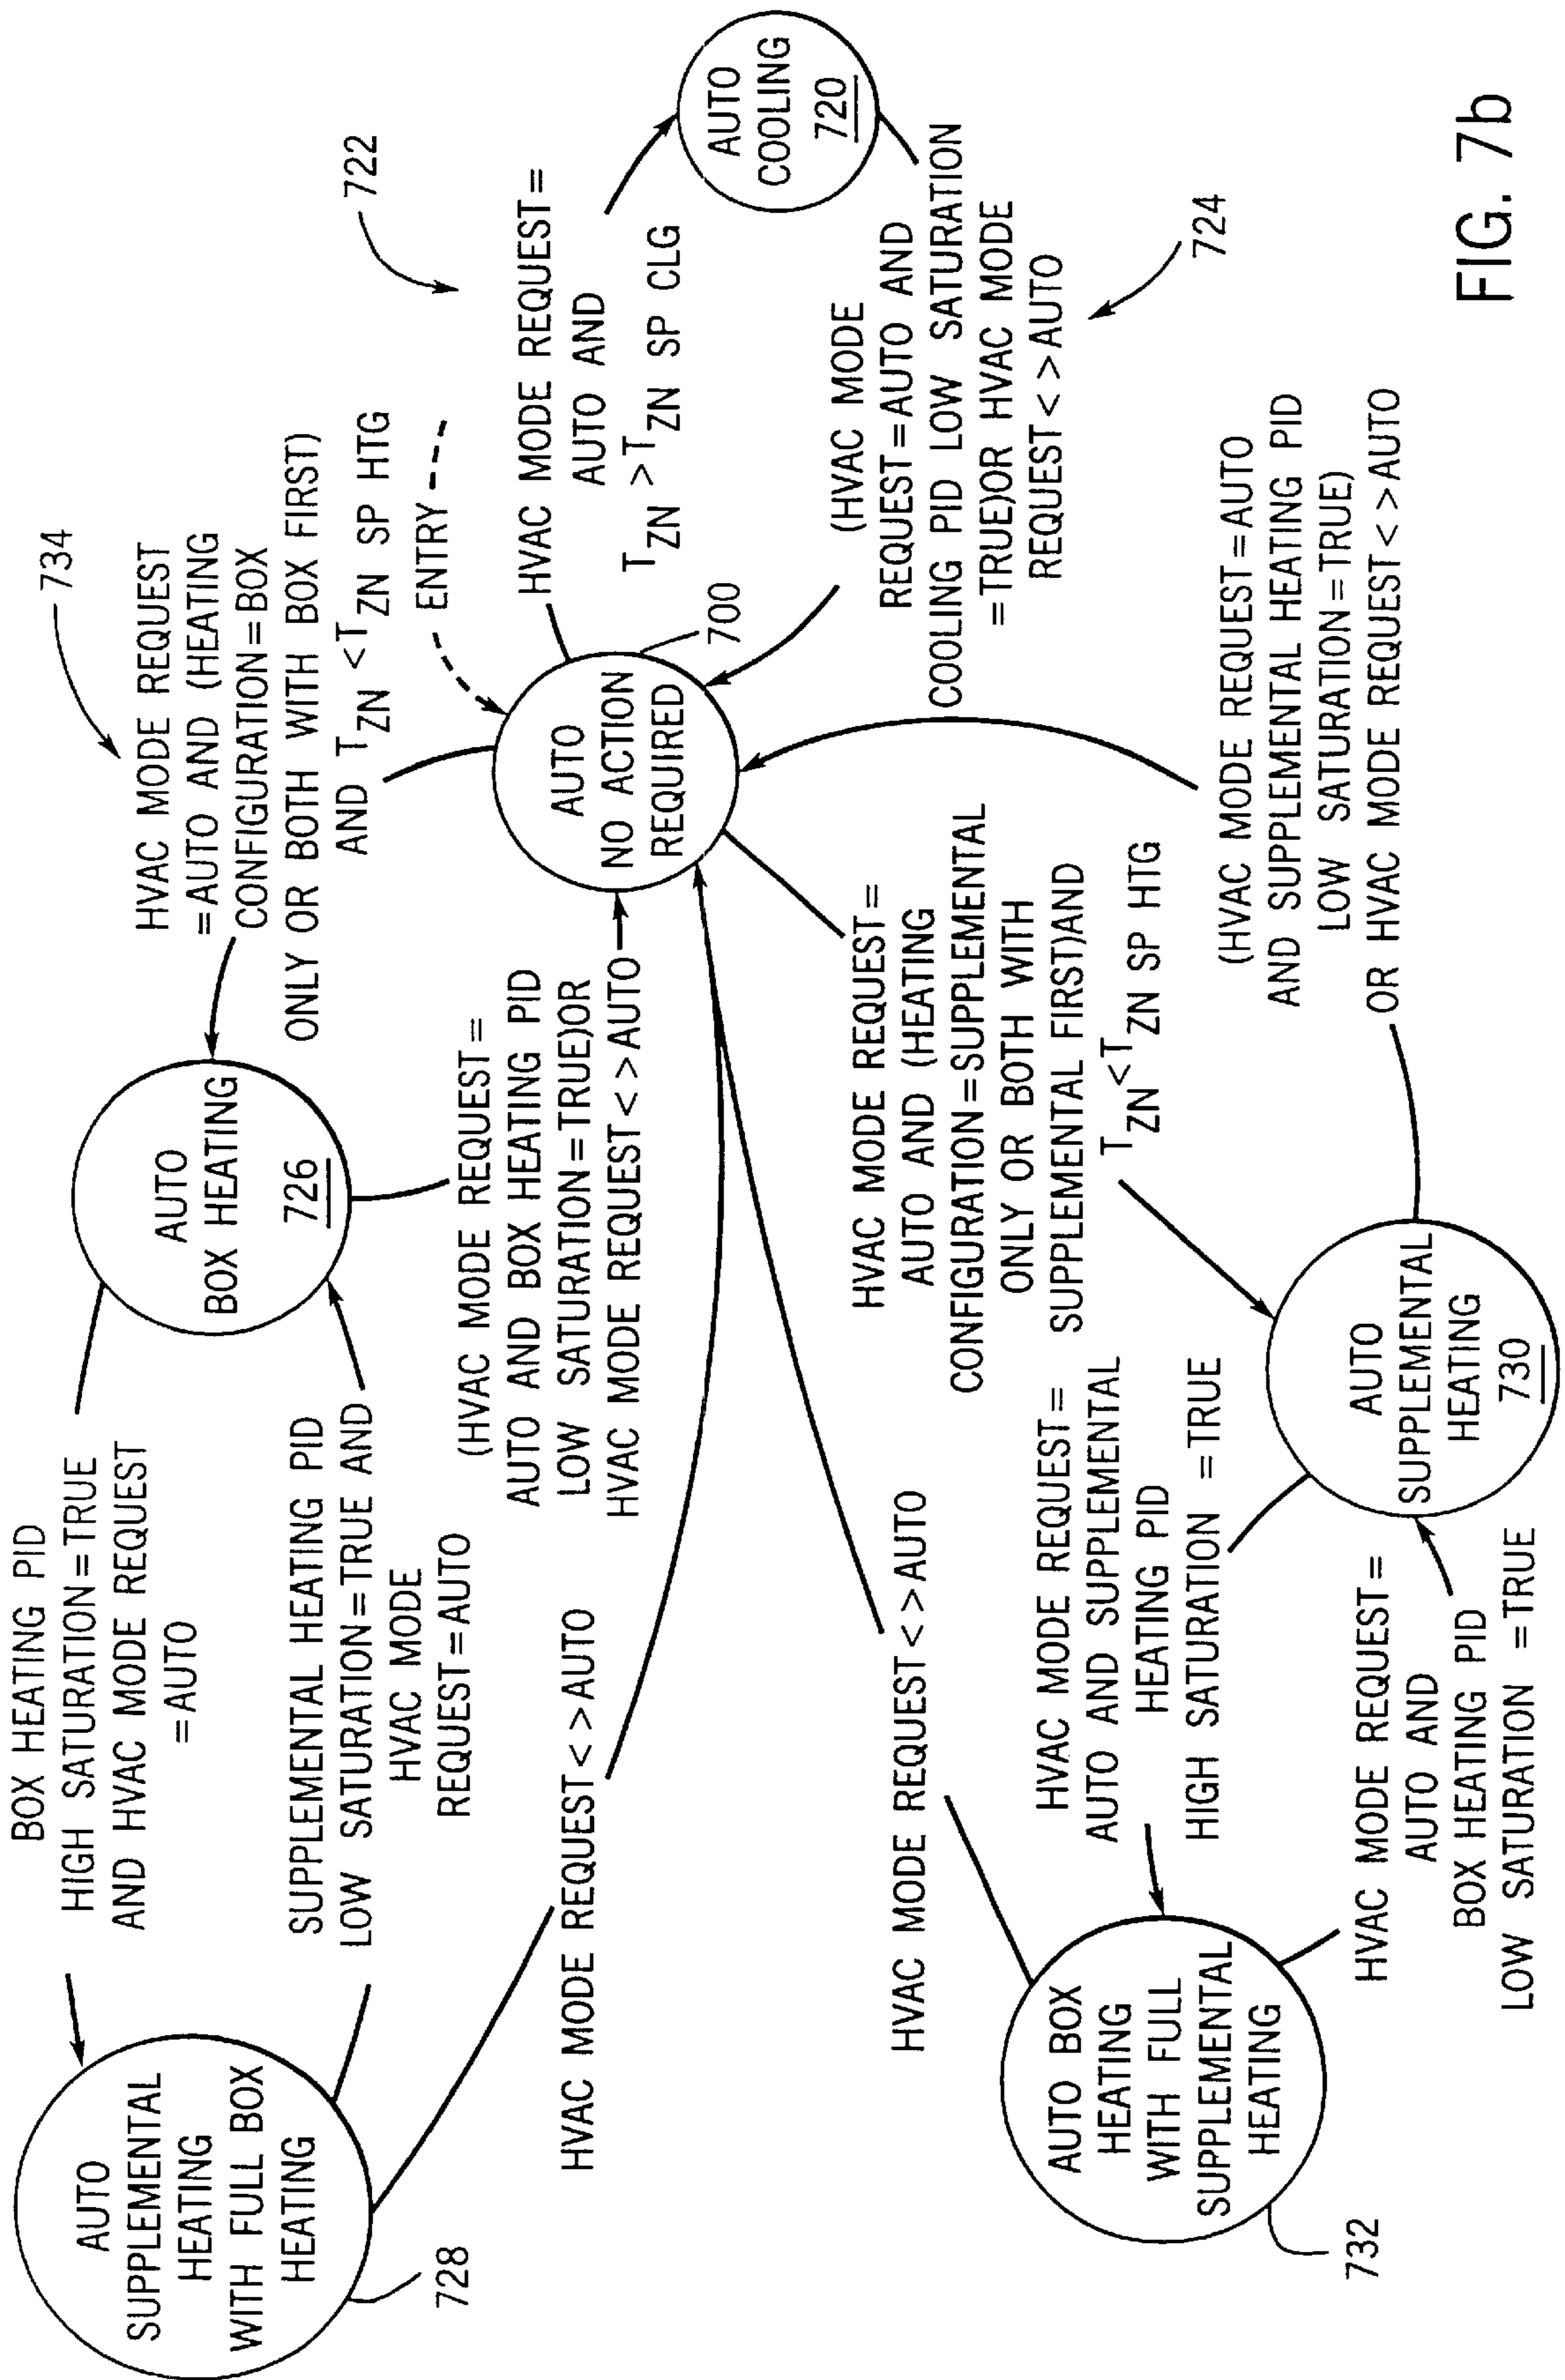 AUTO
SUPPLEMENTAL
HEATING
WITH FULL BOX
HEATING
728
BOX HEATING PID
HIGH SATURATION=TRUE
AND HVAC MODE REQUEST
=AUTO
SUPPLEMENTAL HEATING PID
LOW SATURATION=TRUE AND
HVAC MODE
REQUEST=AUTO
HVAC MODE REQUEST< >AUTO
AUTO
BOX HEATING
726
(HVAC MODE REQUEST=
AUTO AND BOX HEATING PID
LOW SATURATION=TRUE)OR
HVAC MODE REQUEST< >AUTO
734
HVAC MODE REQUEST
=AUTO AND (HEATING
CONFIGURATION=BOX
ONLY OR BOTH WITH BOX FIRST)
AND TZN <TZN SP HTG
ENTRY
AUTO
NO ACTION
REQUIRED
700
722
HVAC MODE REQUEST=
AUTO AND
TZN >TZN SP CLG
AUTO
COOLING
720
(HVAC MODE
REQUEST=AUTO AND
COOLING PID LOW SATURATION
=TRUE)OR HVAC MODE
REQUEST< >AUTO
724
HVAC MODE REQUEST< >AUTO
HVAC MODE REQUEST=
AUTO AND (HEATING
CONFIGURATION=SUPPLEMENTAL
ONLY OR BOTH WITH
SUPPLEMENTAL FIRST)AND
TZN <TZN SP HTG
AUTO BOX
HEATING
WITH FULL
SUPPLEMENTAL
HEATING
732
HVAC MODE REQUEST=
AUTO AND SUPPLEMENTAL
HEATING PID
HIGH SATURATION =TRUE
HVAC MODE REQUEST=
AUTO AND
BOX HEATING PID
LOW SATURATION =TRUE
AUTO
SUPPLEMENTAL
HEATING
730
(HVAC MODE REQUEST=AUTO
AND SUPPLEMENTAL HEATING PID
LOW SATURATION=TRUE)
OR HVAC MODE REQUEST< >AUTO
FIG. 7b